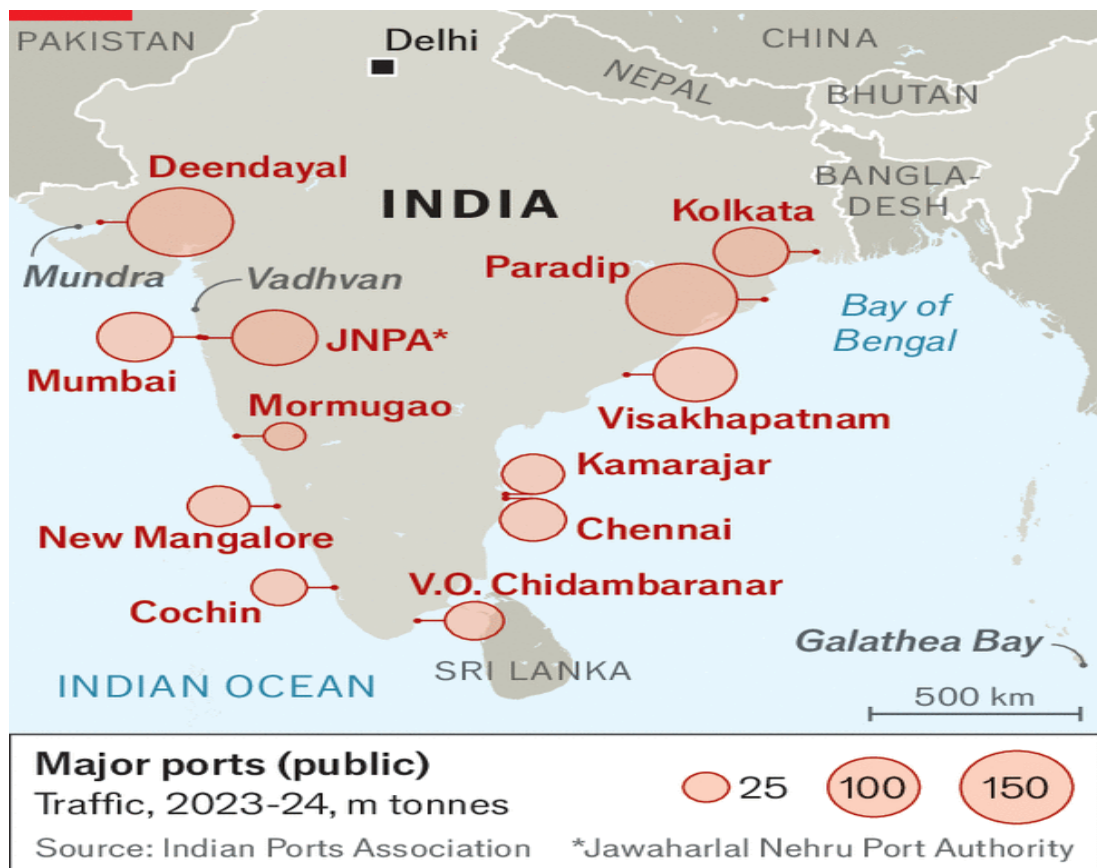 PAKISTAN
Delhi
CHINA
NEPAL
BHUTAN
Deendayal
INDIA
BANGLA-
DESH
Kolkata
Paradip
Mundra
Vadhvan
Bay of
Bengal
JNPA*
Mumbai
Mormugao
Visakhapatnam
Kamarajar
New Mangalore
Chennai
V.O. Chidambaranar
Cochin
Galathea Bay
SRI LANKA
INDIAN OCEAN
500 km
Major ports (public)
Traffic, 2023-24, m tonnes
25
100
150
Source: Indian Ports Association
*Jawaharlal Nehru Port Authority